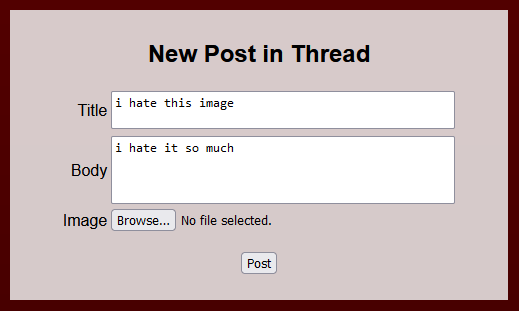 New Post in Thread
Title i hate this image
Body i hate it so much
Image Browse... No file selected.
Post